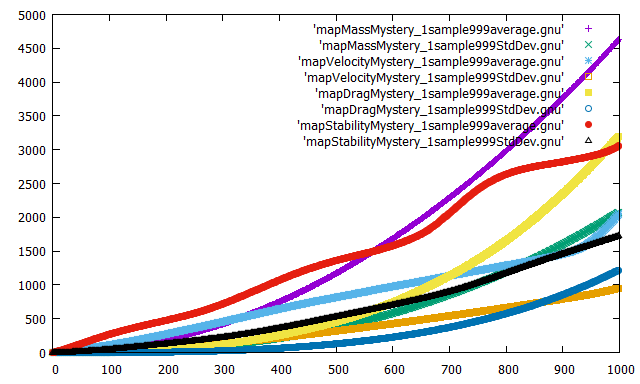 5000
4500
4000
3500
3000
2500
2000
1500
1000
500
0
'mapMassMystery_1sample999average.gnu'
'mapMassMystery_1sample999StdDev.gnu'
'mapVelocityMystery_1sample999average.gnu'
'mapVelocityMystery_1sample999StdDev.gnu'
'mapDragMystery_1sample999average.gnu'
'mapDragMystery_1sample999StdDev.gnu'
'mapStabilityMystery_1sample999average.gnu'
'mapStabilityMystery_1sample999StdDev.gnu'
0 100 200 300 400 500 600 700 800 900 1000